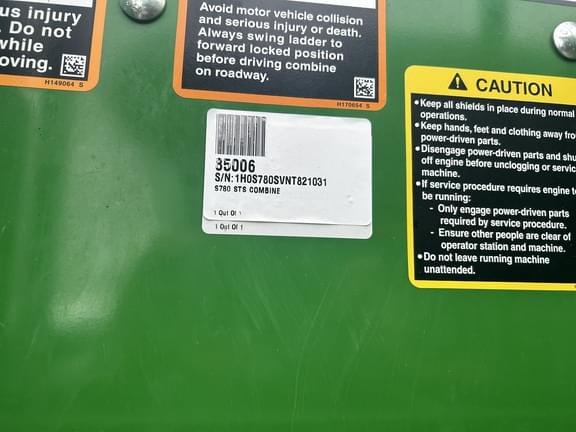 us injury
. Do not
while
oving.
H149064 S
Avoid motor vehicle collision
and serious injury or death.
Always swing ladder to
forward locked position
before driving combine
on roadway.
H170654 S
85006
S/N:1H0S780SVNT821031
S780 STS COMBINE
1 Out Of 1
1 Out Of 1
CAUTION
•Keep all shields in place during normal
operations.
•Keep hands, feet and clothing away fro
power-driven parts.
•Disengage power-driven parts and shu
off engine before unclogging or servic
machine.
•If service procedure requires engine t
be running:
- Only engage power-driven parts
required by service procedure.
- Ensure other people are clear of
operator station and machine.
•Do not leave running machine
unattended.